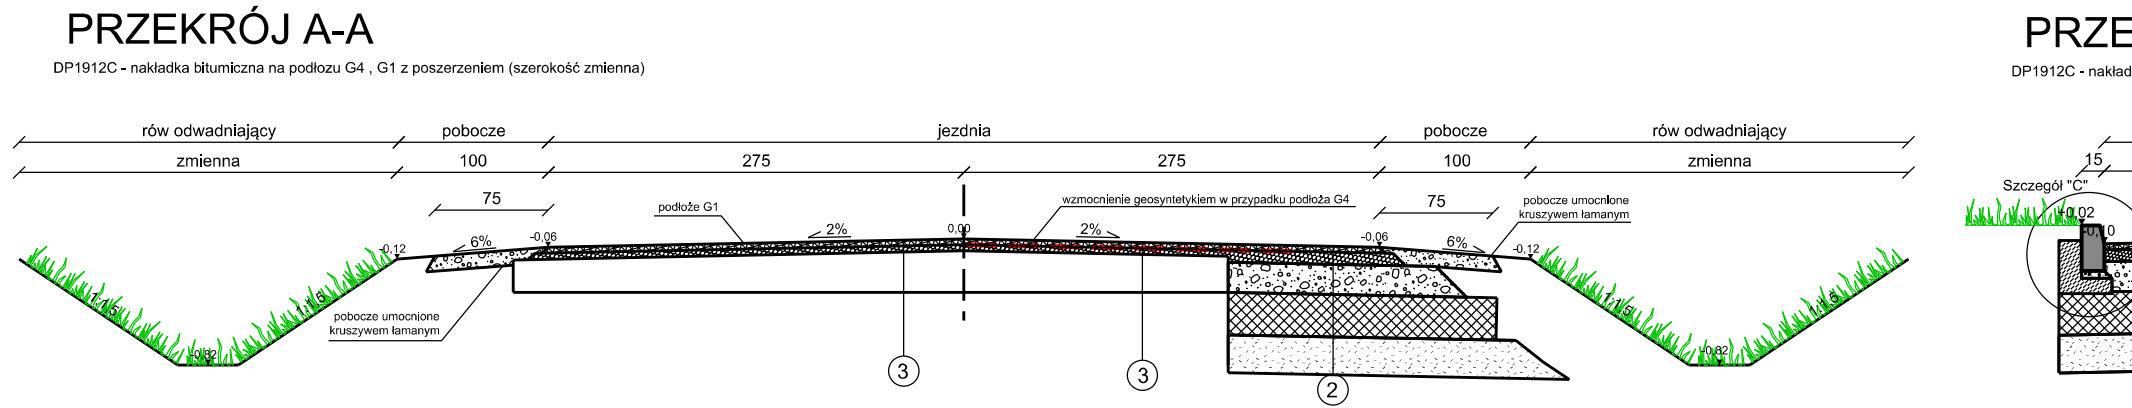 PRZEKRÓJ A-A
DP1912C - nakładka bitumiczna na podłożu G4 , G1 z poszerzeniem (szerokość zmienna)
rów odwadniający pobocze jezdnia pobocze rów odwadniający
zmienna 100 275 275 100 zmienna
75 75
podłoże G1
wzmocnienie geosyntetykiem w przypadku podłoża G4
pobocze umocnione
kruszywem łamanym
-0,12 6% -0,06 2% 0,00 2% -0,06 6% -0,12
1:1,5 1:1,5 1:1,5 1:1,5
pobocze umocnione
kruszywem łamanym
-0,82 -0,82
3 3 2
PRZE
DP1912C - nakład
15
Szczegół "C"
+0,02
-0,10